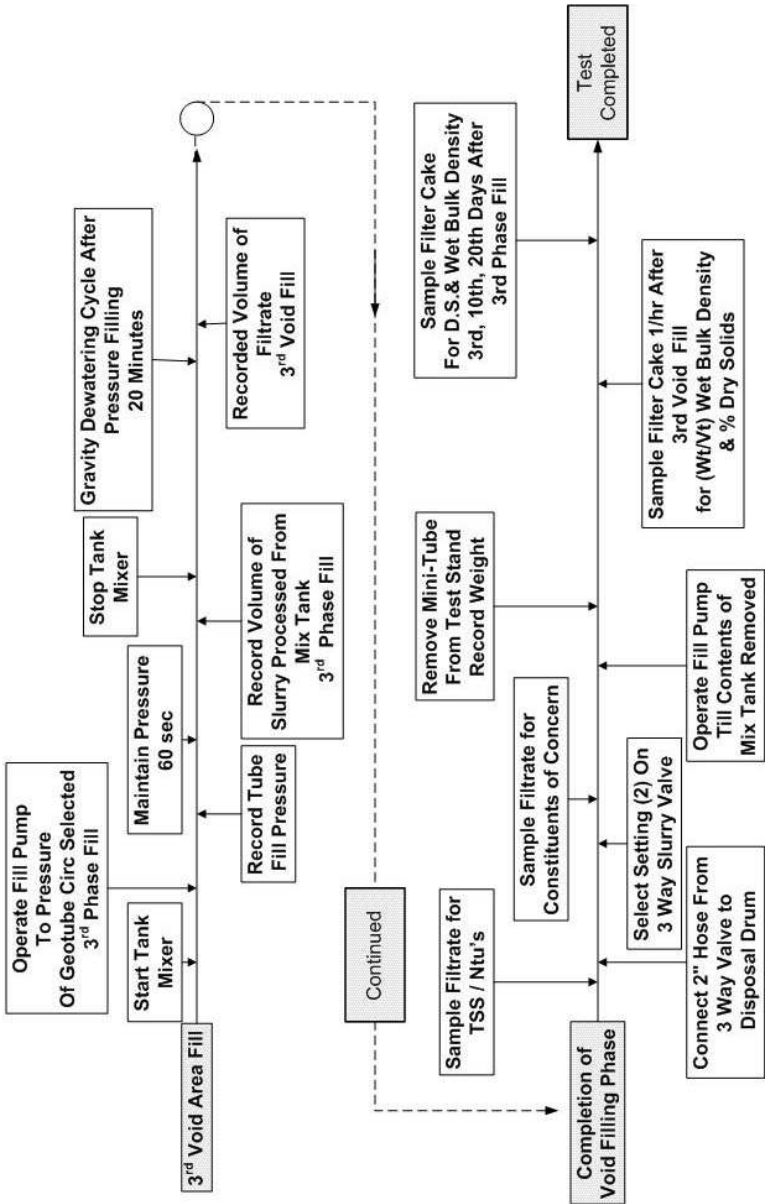 3rd Void Area Fill
Start Tank
Mixer
Operate Fill Pump
To Pressure
Of Geotube Circ Selected
3rd Phase Fill
Record Tube
Fill Pressure
Maintain Pressure
60 sec
Record Volume of
Slurry Processed From
Mix Tank
3rd Phase Fill
Stop Tank
Mixer
Gravity Dewatering Cycle After
Pressure Filling
20 Minutes
Recorded Volume of
Filtrate
3rd Void Fill
Continued
Completion of
Void Filling Phase
Sample Filtrate for
TSS / Ntu's
Connect 2" Hose From
3 Way Valve to
Disposal Drum
Select Setting (2) On
3 Way Slurry Valve
Sample Filtrate for
Constituents of Concern
Operate Fill Pump
Till Contents of
Mix Tank Removed
Remove Mini-Tube
From Test Stand
Record Weight
Sample Filter Cake 1/hr After
3rd Void Fill
for (Wt/Vt) Wet Bulk Density
& % Dry Solids
Sample Filter Cake
For D.S.& Wet Bulk Density
3rd, 10th, 20th Days After
3rd Phase Fill
Test
Completed